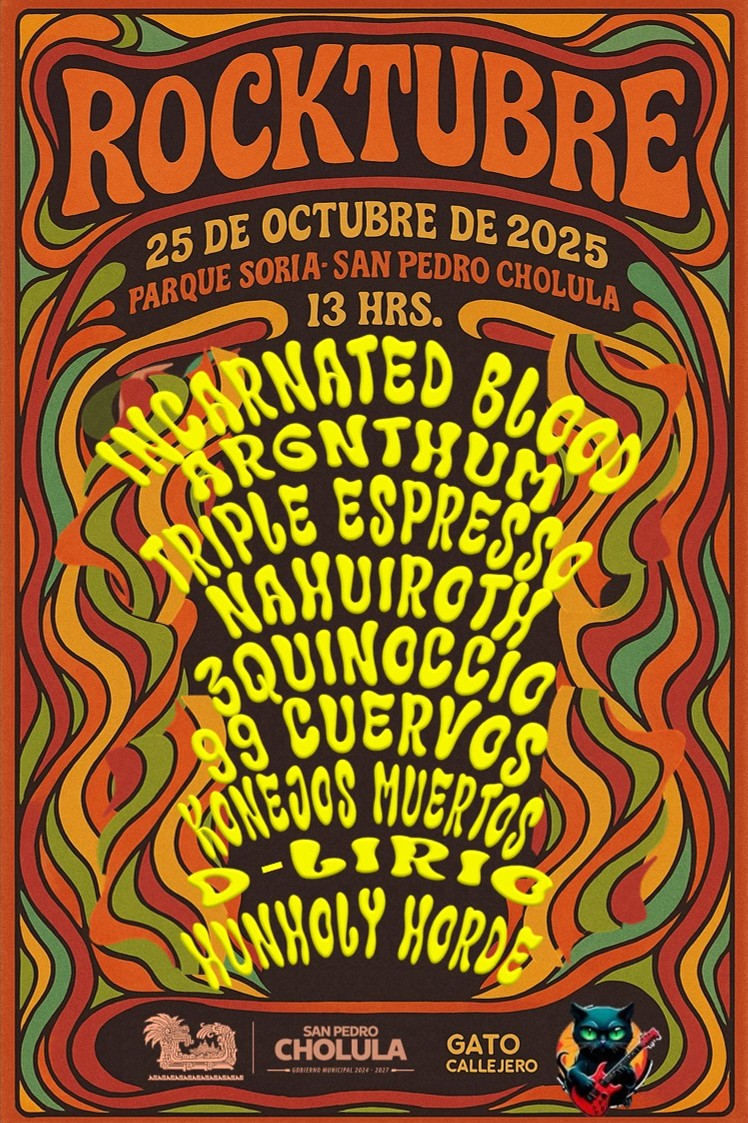 ROCKTUBRE
25 DE OCTUBRE DE 2025
PARQUE SORIA- SAN PEDRO CHOLULA
13 HRS.
INCARNATED BLOOD
ARGNTHUM
TRIPLE ESPRESSO
NAHUIROTH
3QUINOCCIO
99 CUERVOS
KONEJOS MUERTOS
D-LIRIO
HUNHOLY HORDE
SAN PEDRO
CHOLULA
GOBIERNO MUNICIPAL 2024 - 2027
GATO
CALLEJERO